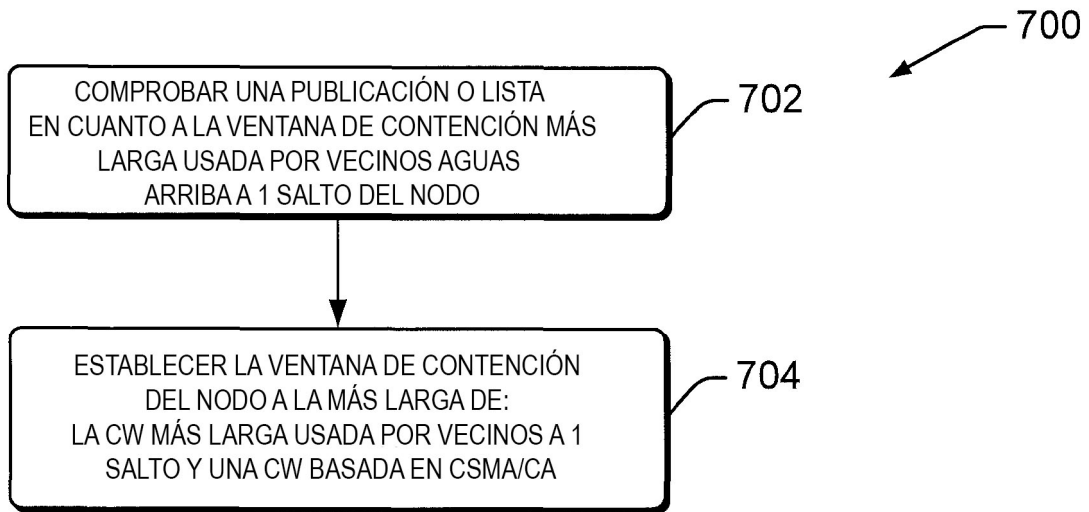 700
COMPROBAR UNA PUBLICACIÓN O LISTA
EN CUANTO A LA VENTANA DE CONTENCIÓN MÁS
LARGA USADA POR VECINOS AGUAS
ARRIBA A 1 SALTO DEL NODO
702
ESTABLECER LA VENTANA DE CONTENCIÓN
DEL NODO A LA MÁS LARGA DE:
LA CW MÁS LARGA USADA POR VECINOS A 1
SALTO Y UNA CW BASADA EN CSMA/CA
704